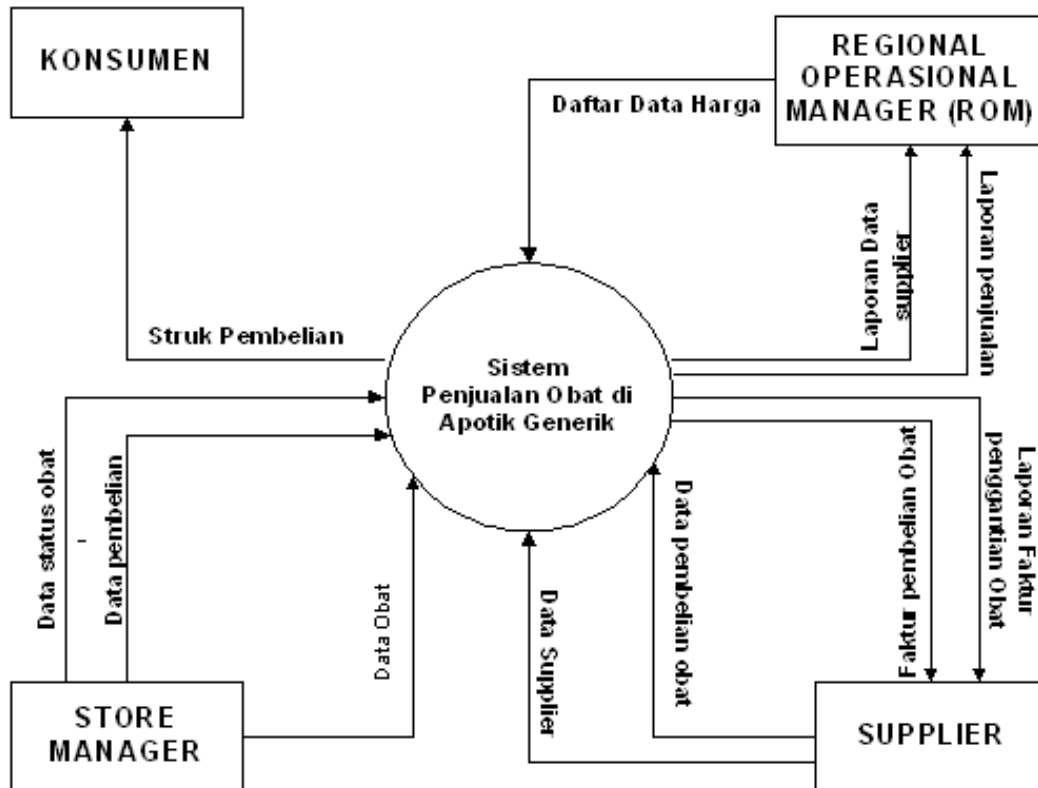 KONSUMEN
REGIONAL
OPERASIONAL
MANAGER (ROM)
Daftar Data Harga
Laporan Data
supplier
Laporan penjualan
Struk Pembelian
Sistem
Penjualan Obat di
Apotik Generik
Data status obat
-
Data pembelian
Data Obat
Data Supplier
Data pembelian obat
Faktur pembelian Obat
Laporan Faktur
penggantian Obat
STORE
MANAGER
SUPPLIER